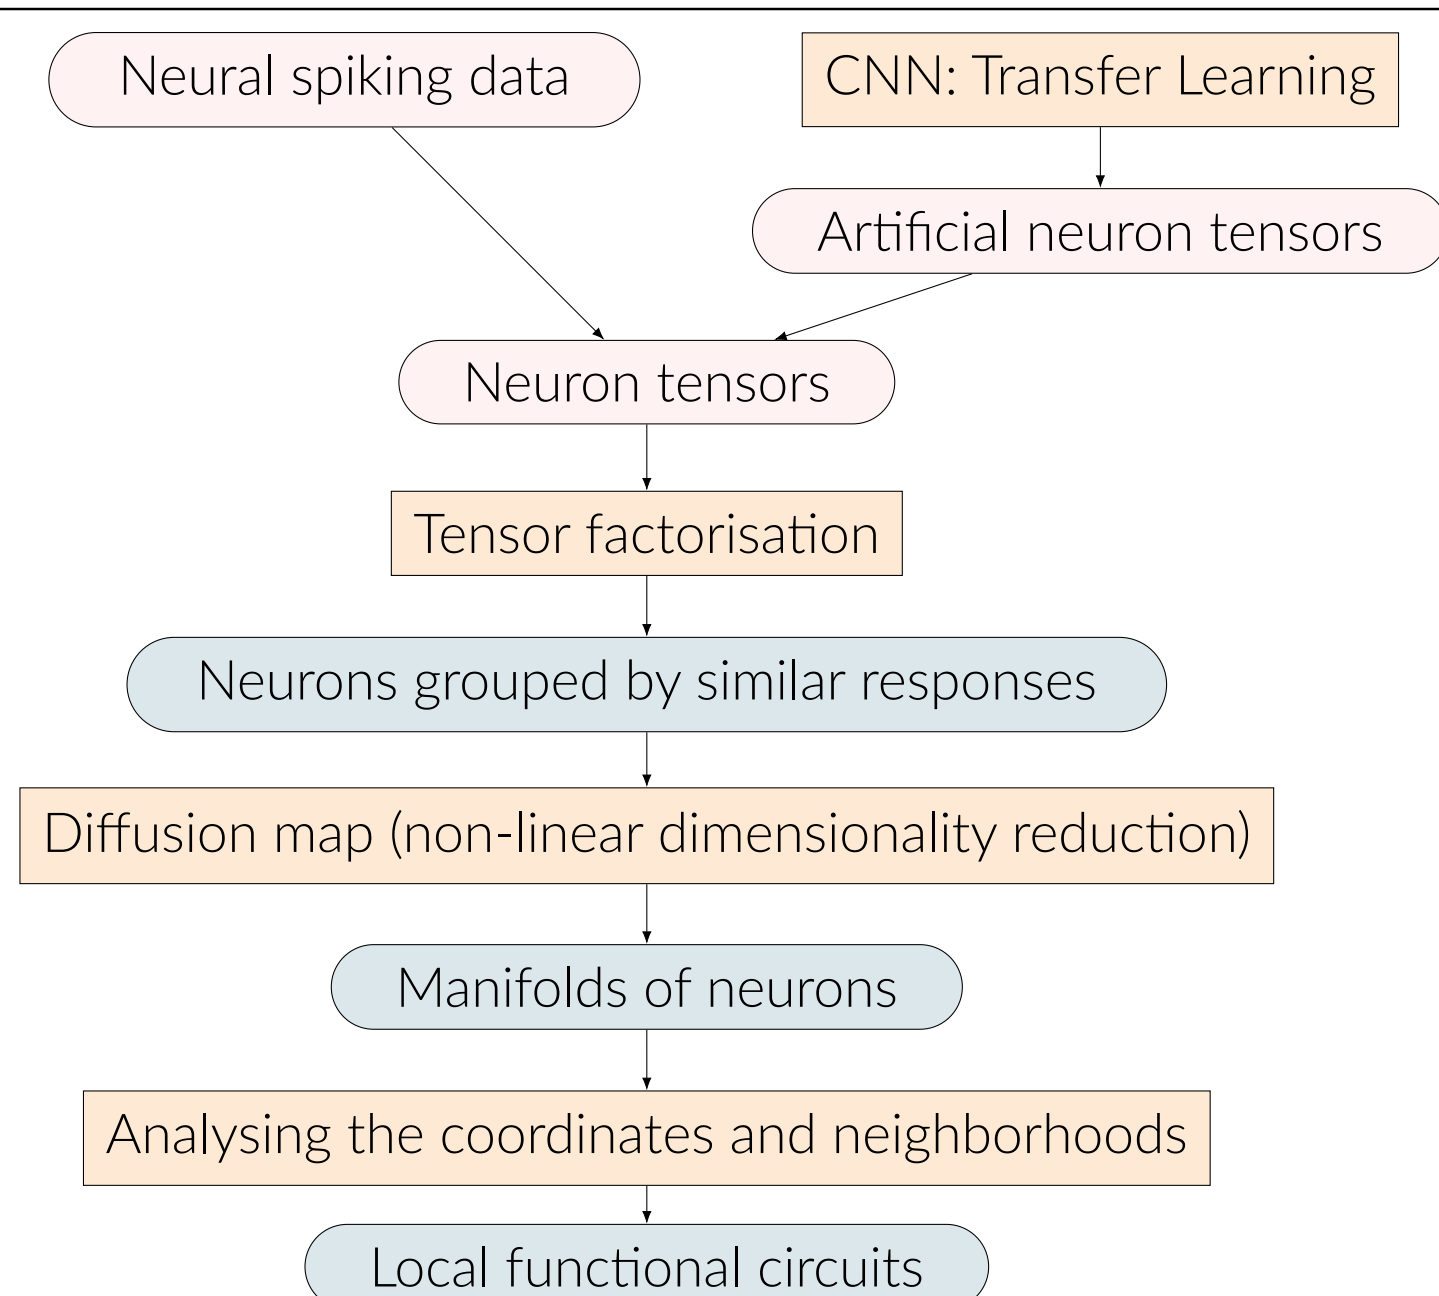 Neural spiking data
CNN: Transfer Learning
Artificial neuron tensors
Neuron tensors
Tensor factorisation
Neurons grouped by similar responses
Diffusion map (non-linear dimensionality reduction)
Manifolds of neurons
Analysing the coordinates and neighborhoods
Local functional circuits